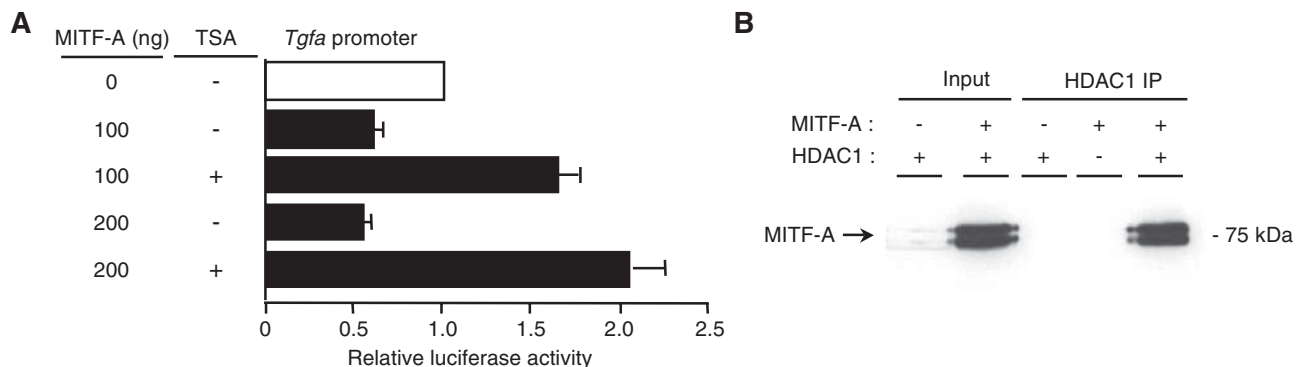 A
MITF-A (ng) TSA Tgfa promoter
0 -
100 -
100 +
200 -
200 +
0 0.5 1.0 1.5 2.0 2.5
Relative luciferase activity
B
Input HDAC1 IP
MITF-A : - + - + +
HDAC1 : + + + - +
MITF-A → - 75 kDa